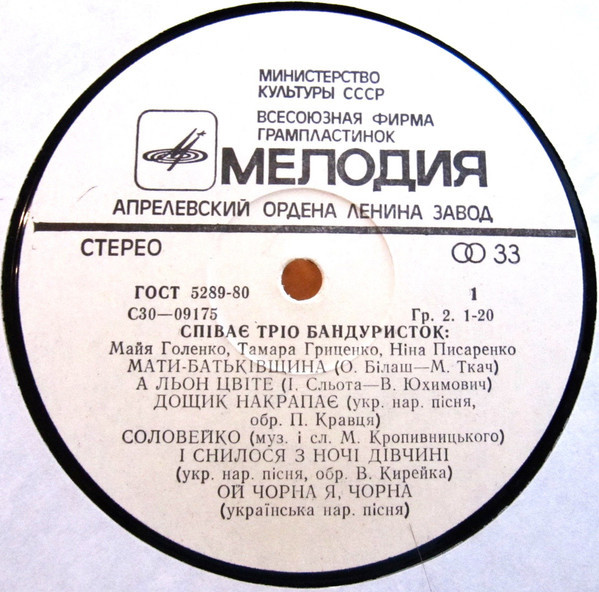 МИНИСТЕРСТВО
КУЛЬТУРЫ СССР
ВСЕСОЮЗНАЯ ФИРМА
ГРАМПЛАСТИНОК
МЕЛОДИЯ
АПРЕЛЕВСКИЙ ОРДЕНА ЛЕНИНА ЗАВОД
СТЕРЕО 33
ГОСТ 5289-80 1
С30—09175 Гр. 2. 1-20
СПІВАЄ ТРІО БАНДУРИСТОК:
Майя Голенко, Тамара Гриценко, Ніна Писаренко
МАТИ-БАТЬКІВЩИНА (О. Білаш—М. Ткач)
А ЛЬОН ЦВІТЕ (І. Сльота—В. Юхимович)
ДОЩИК НАКРАПАЄ (укр. нар. пісня,
обр. П. Кравця)
СОЛОВЕЙКО (муз. і сл. М. Кропивницького)
І СНИЛОСЯ З НОЧІ ДІВЧИНІ
(укр. нар. пісня, обр. В. Кирейка)
ОЙ ЧОРНА Я, ЧОРНА
(українська нар. пісня)